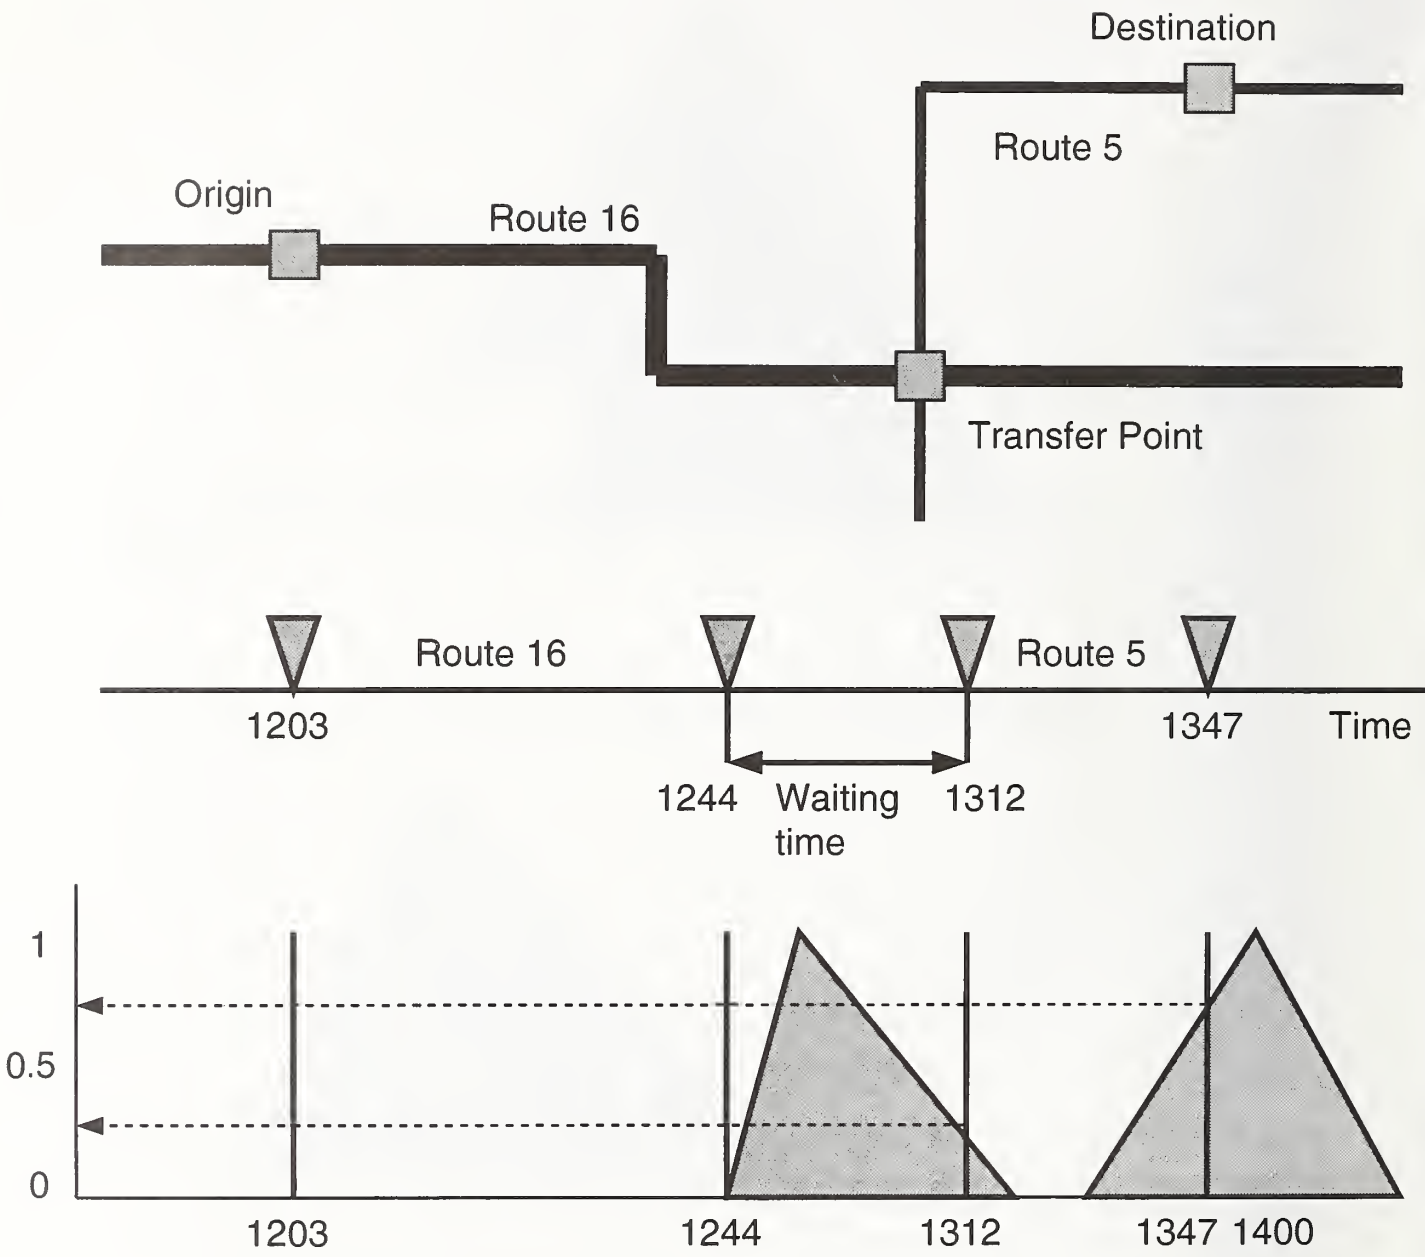 Destination
Route 5
Origin
Route 16
Transfer Point
Route 16
Route 5
1203
1347
Time
1244
Waiting
time
1312
1
0.5
0
1203
1244
1312
1347
1400